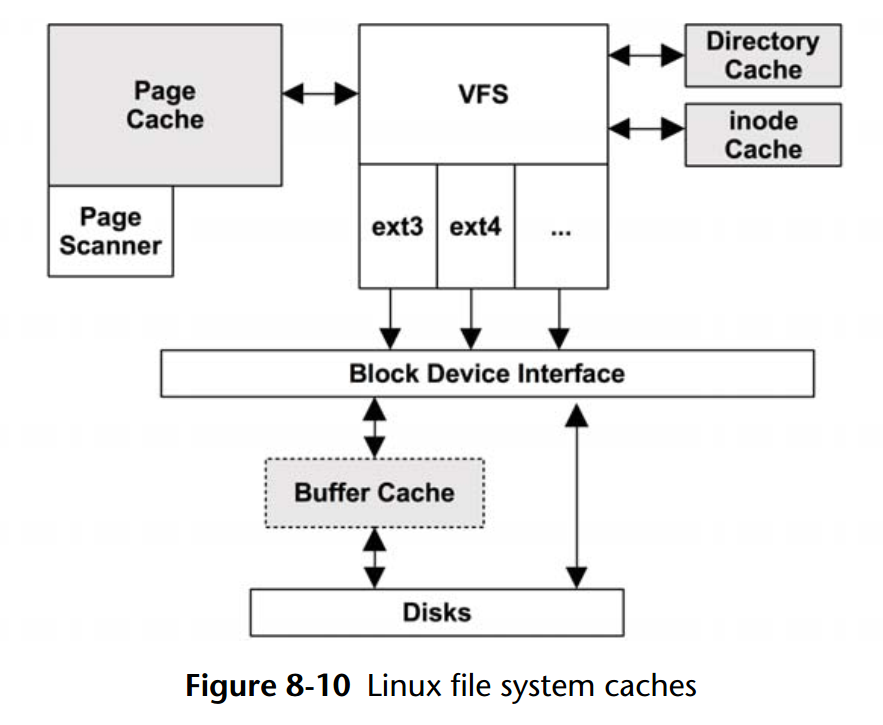 Page
Cache
VFS
Directory
Cache
inode
Cache
Page
Scanner
ext3
ext4
...
Block Device Interface
Buffer Cache
Disks
Figure 8-10 Linux file system caches